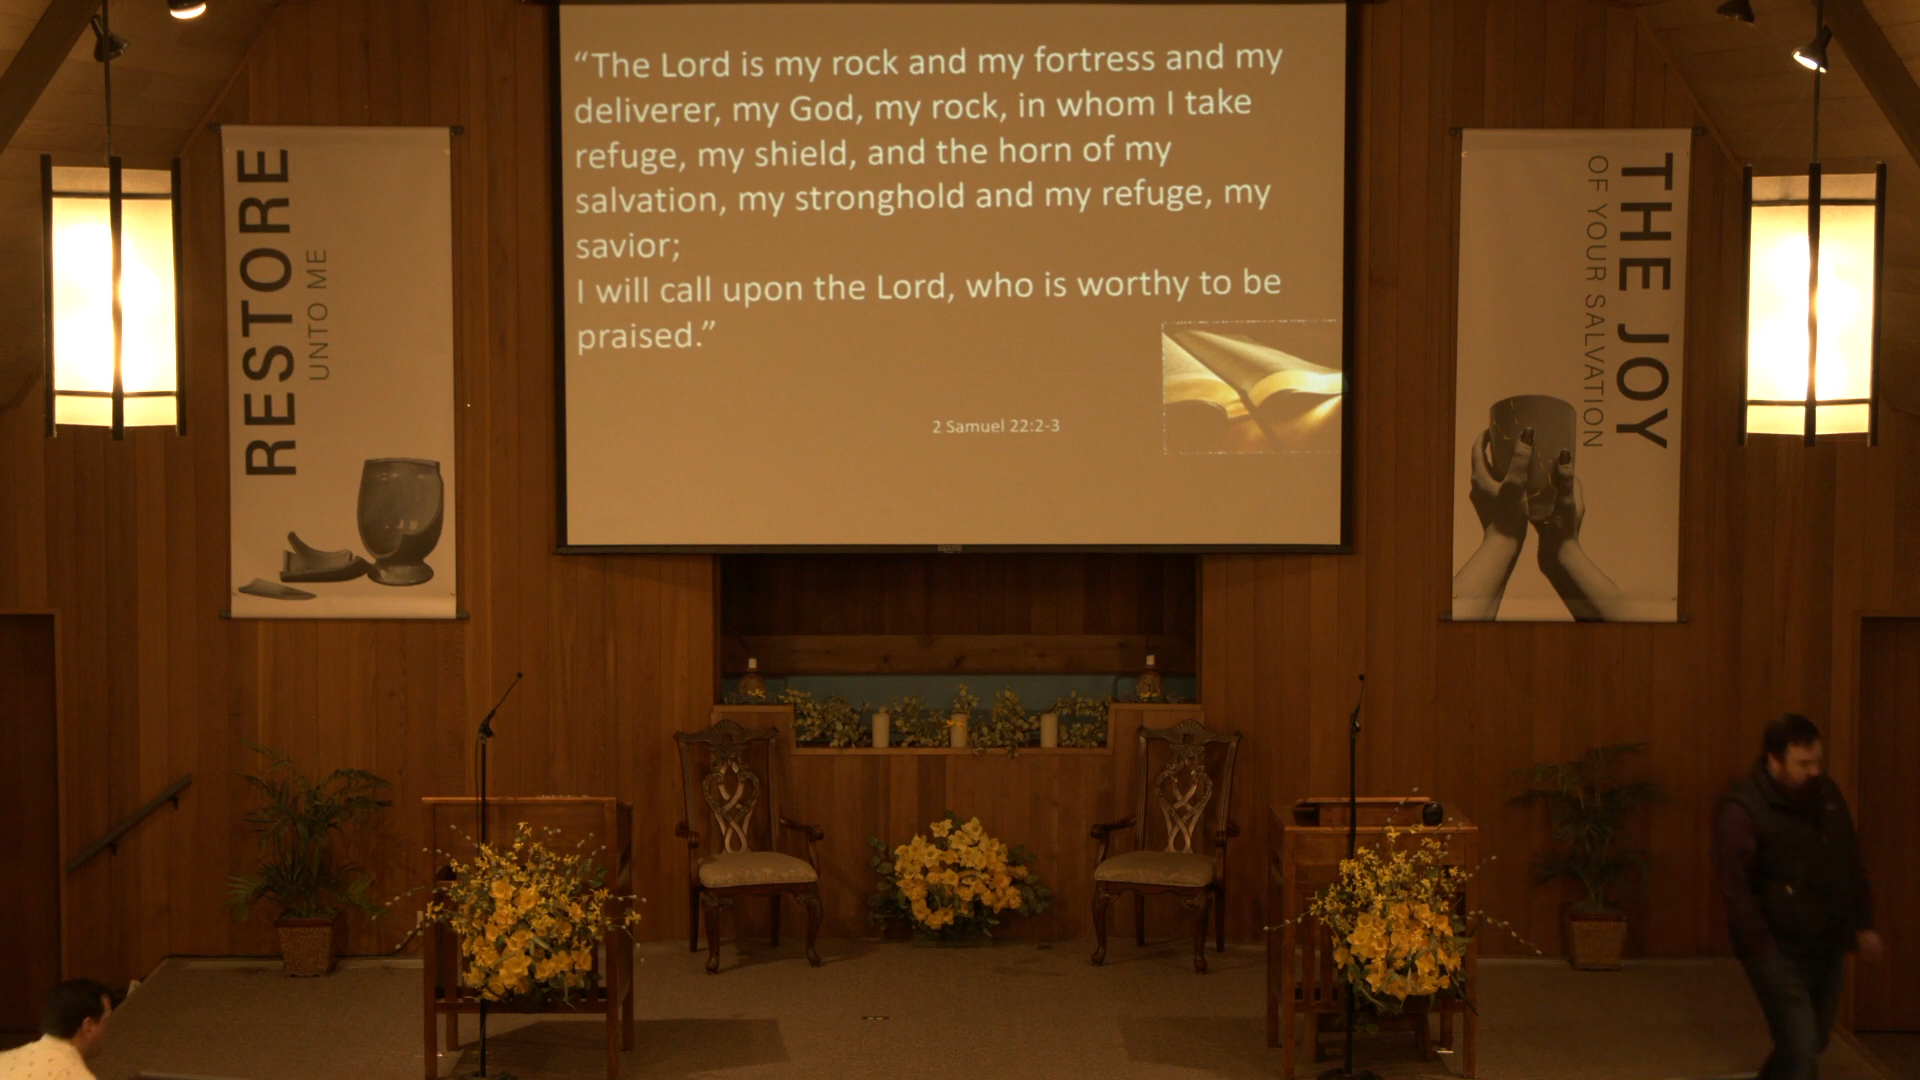 “The Lord is my rock and my fortress and my
deliverer, my God, my rock, in whom I take
refuge, my shield, and the horn of my
salvation, my stronghold and my refuge, my
savior;
I will call upon the Lord, who is worthy to be
praised.”
2 Samuel 22:2-3
RESTORE
UNTO ME
THE JOY
OF YOUR SALVATION